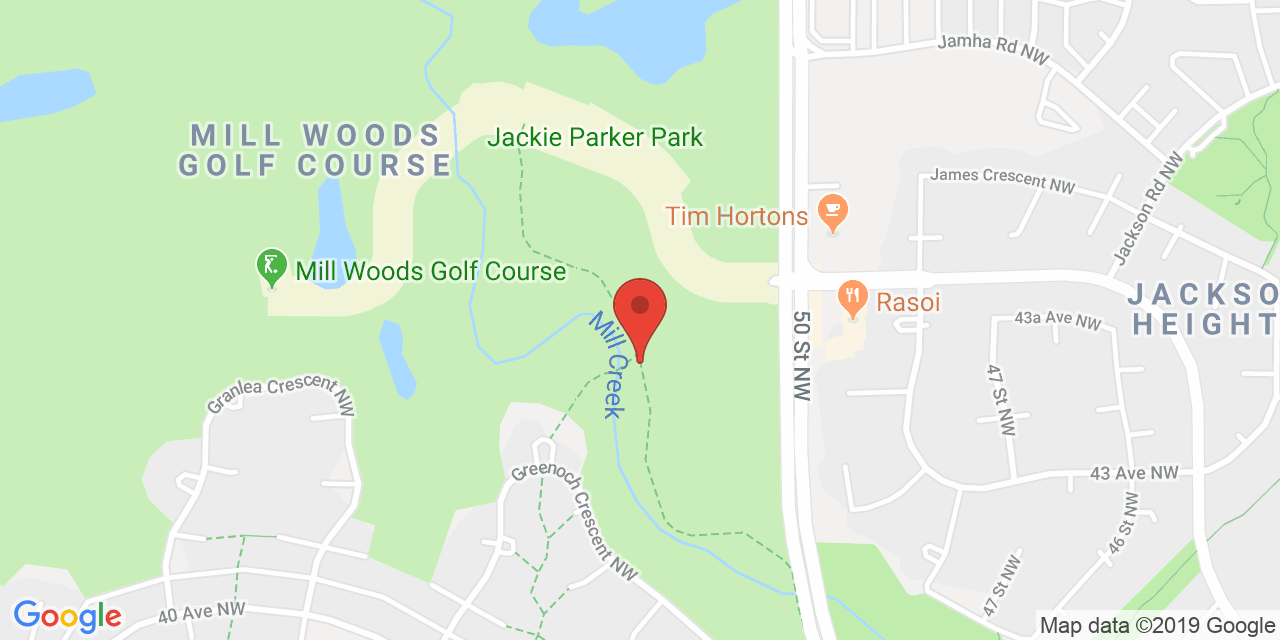 Jamha Rd NW
MILL WOODS
GOLF COURSE
Jackie Parker Park
James Crescent NW
Jackson Rd NW
Tim Hortons
Mill Woods Golf Course
Rasoi
JACKSO
HEIGHT
43a Ave NW
50 St NW
Mill Creek
Granlea Crescent NW
47 St NW
Greenoch Crescent NW
43 Ave NW
46 St NW
47 St NW
40 Ave NW
Google
Map data ©2019 Google